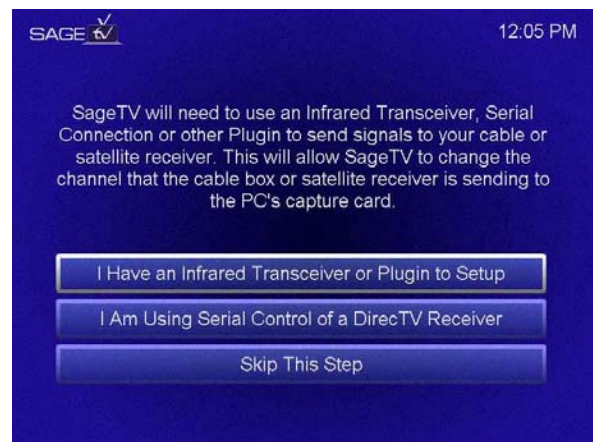 SAGE tv 12:05 PM
SageTV will need to use an Infrared Transceiver, Serial
Connection or other Plugin to send signals to your cable or
satellite receiver. This will allow SageTV to change the
channel that the cable box or satellite receiver is sending to
the PC's capture card.
I Have an Infrared Transceiver or Plugin to Setup
I Am Using Serial Control of a DirecTV Receiver
Skip This Step